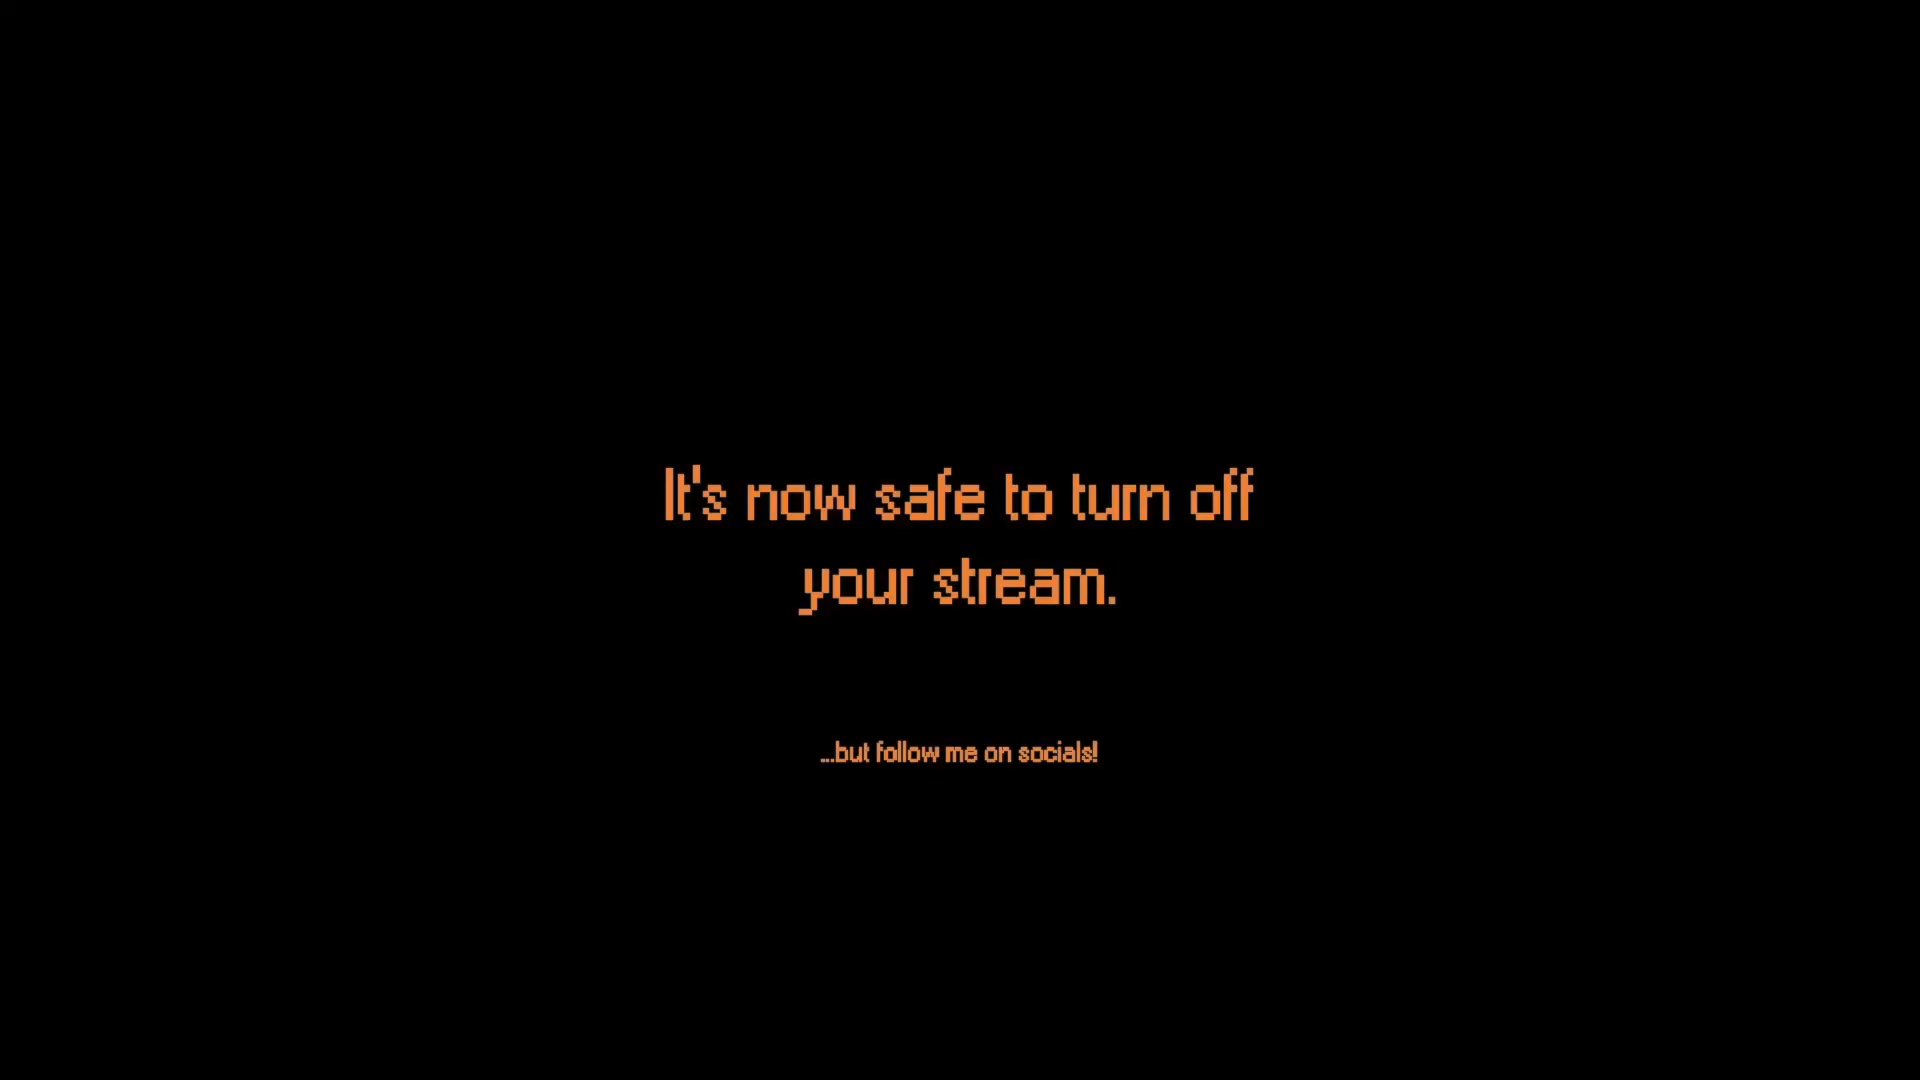 It's now safe to turn off
your stream.
...but follow me on socials!